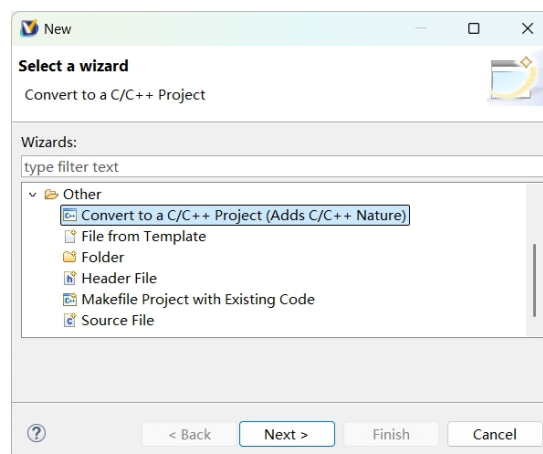 New
Select a wizard
Convert to a C/C++ Project
Wizards:
type filter text
Other
Convert to a C/C++ Project (Adds C/C++ Nature)
File from Template
Folder
Header File
Makefile Project with Existing Code
Source File
< Back Next > Finish Cancel